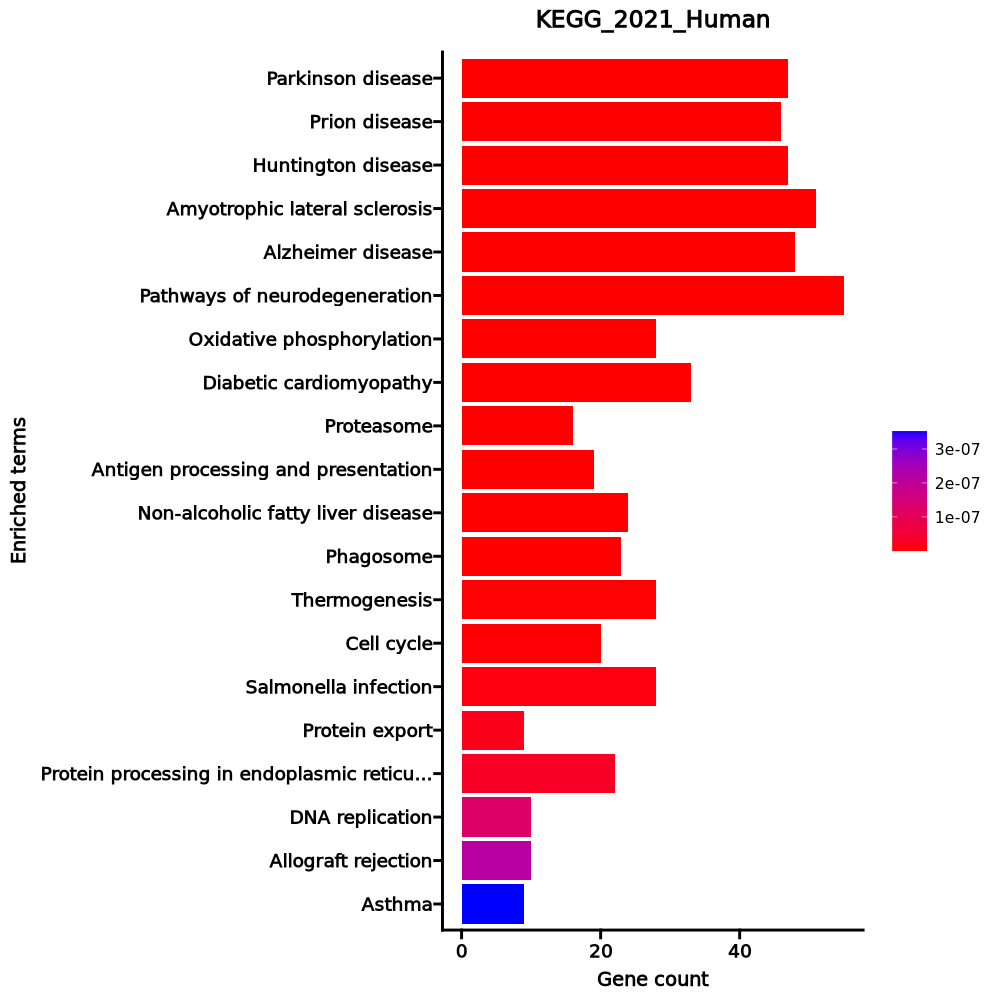 KEGG_2021_Human
Parkinson disease
Prion disease
Huntington disease
Amyotrophic lateral sclerosis
Alzheimer disease
Pathways of neurodegeneration
Oxidative phosphorylation
Diabetic cardiomyopathy
Proteasome
Antigen processing and presentation
Non-alcoholic fatty liver disease
Phagosome
Thermogenesis
Cell cycle
Salmonella infection
Protein export
Protein processing in endoplasmic reticu...
DNA replication
Allograft rejection
Asthma
Enriched terms
0 20 40
Gene count
3e-07
2e-07
1e-07